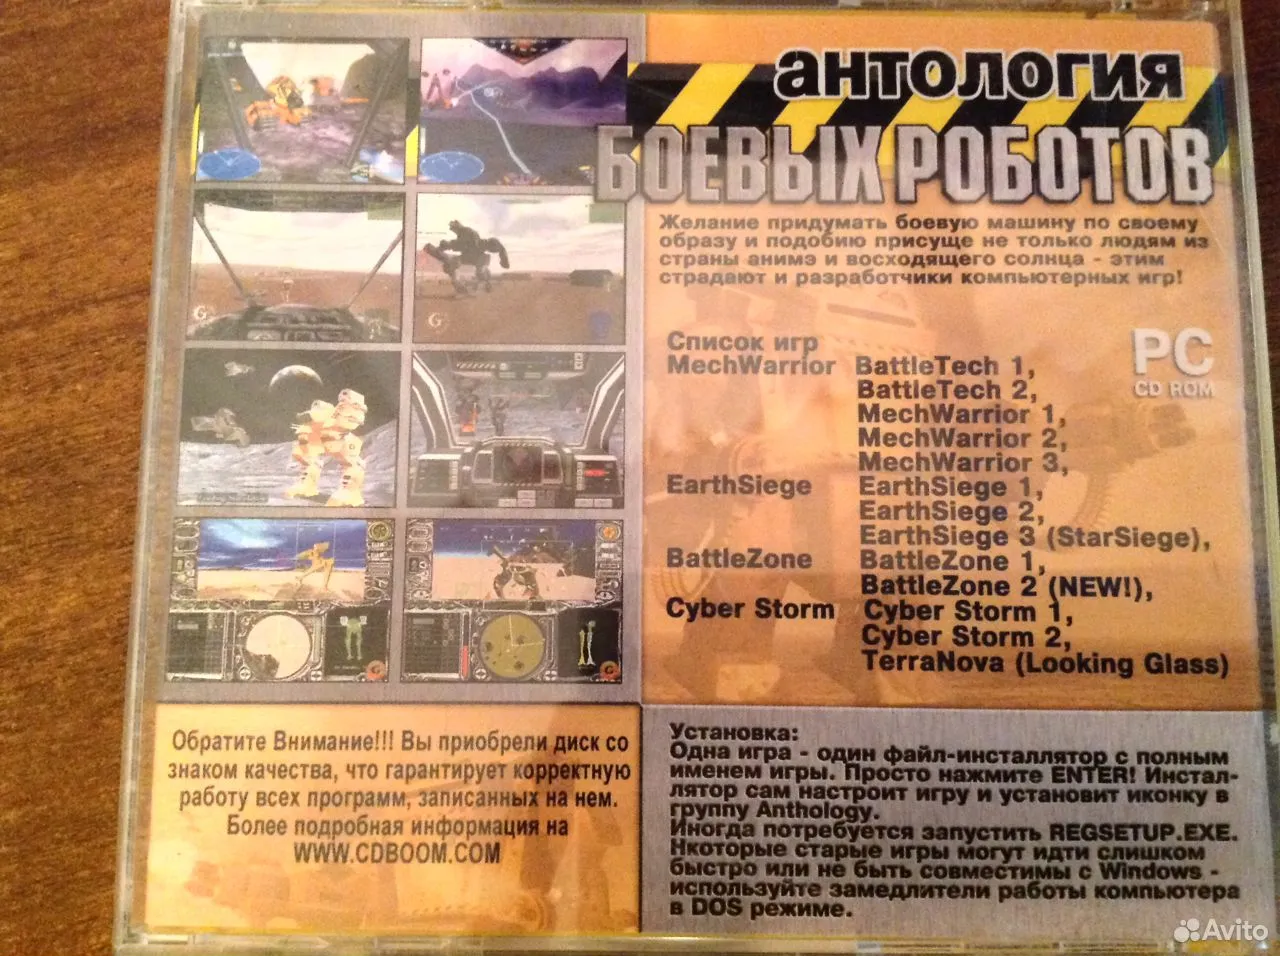 антология
БОЕВЫХ РОБОТОВ
Желание придумать боевую машину по своему
образу и подобию присуще не только людям из
страны анимэ и восходящего солнца - этим
страдают и разработчики компьютерных игр!
PC
CD ROM
Список игр
MechWarrior BattleTech 1,
BattleTech 2,
MechWarrior 1,
MechWarrior 2,
MechWarrior 3,
EarthSiege EarthSiege 1,
EarthSiege 2,
EarthSiege 3 (StarSiege),
BattleZone BattleZone 1,
BattleZone 2 (NEW!),
Cyber Storm Cyber Storm 1,
Cyber Storm 2,
TerraNova (Looking Glass)
Обратите Внимание!!! Вы приобрели диск со
знаком качества, что гарантирует корректную
работу всех программ, записанных на нем.
Более подробная информация на
WWW.CDBOOM.COM
Установка:
Одна игра - один файл-инсталлятор с полным
именем игры. Просто нажмите ENTER! Инстал-
лятор сам настроит игру и установит иконку в
группу Anthology.
Иногда потребуется запустить REGSETUP.EXE.
Нкоторые старые игры могут идти слишком
быстро или не быть совместимы с Windows -
используйте замедлители работы компьютера
в DOS режиме.
Avito